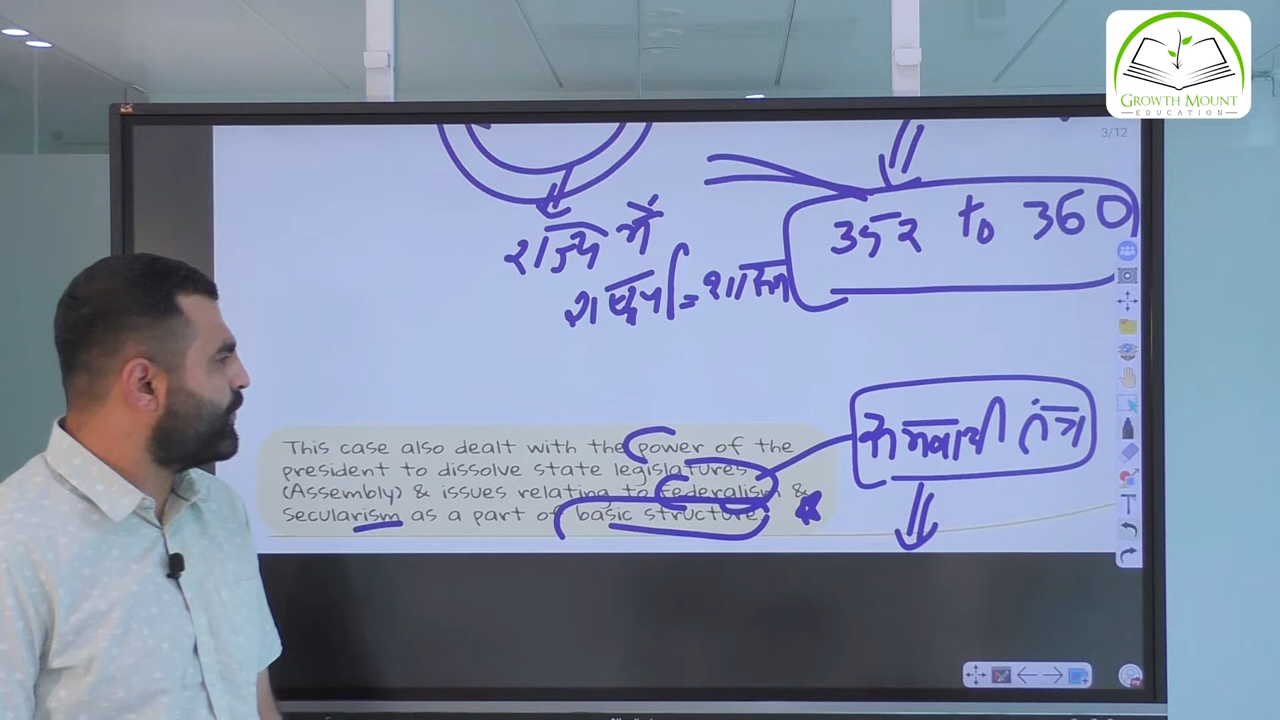 GROWTH MOUNT
EDUCATION
3/12
352 to 360
राज्य में
This case also dealt with the power of the
president to dissolve state legislatures
(Assembly) & issues relating to federalism &
secularism as a part of basic structure.